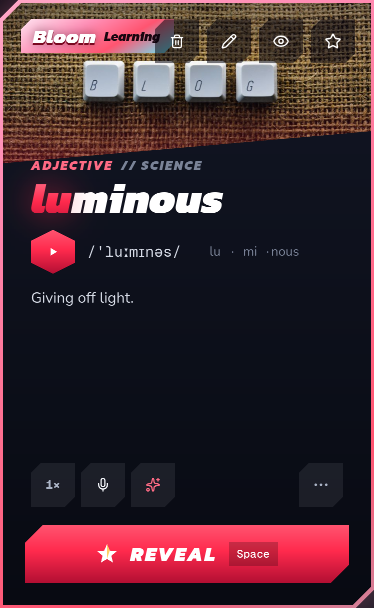 Bloom Learning
B L O G
ADJECTIVE // SCIENCE
luminous
/ˈluːmɪnəs/ lu · mi · nous
Giving off light.
1×
REVEAL Space